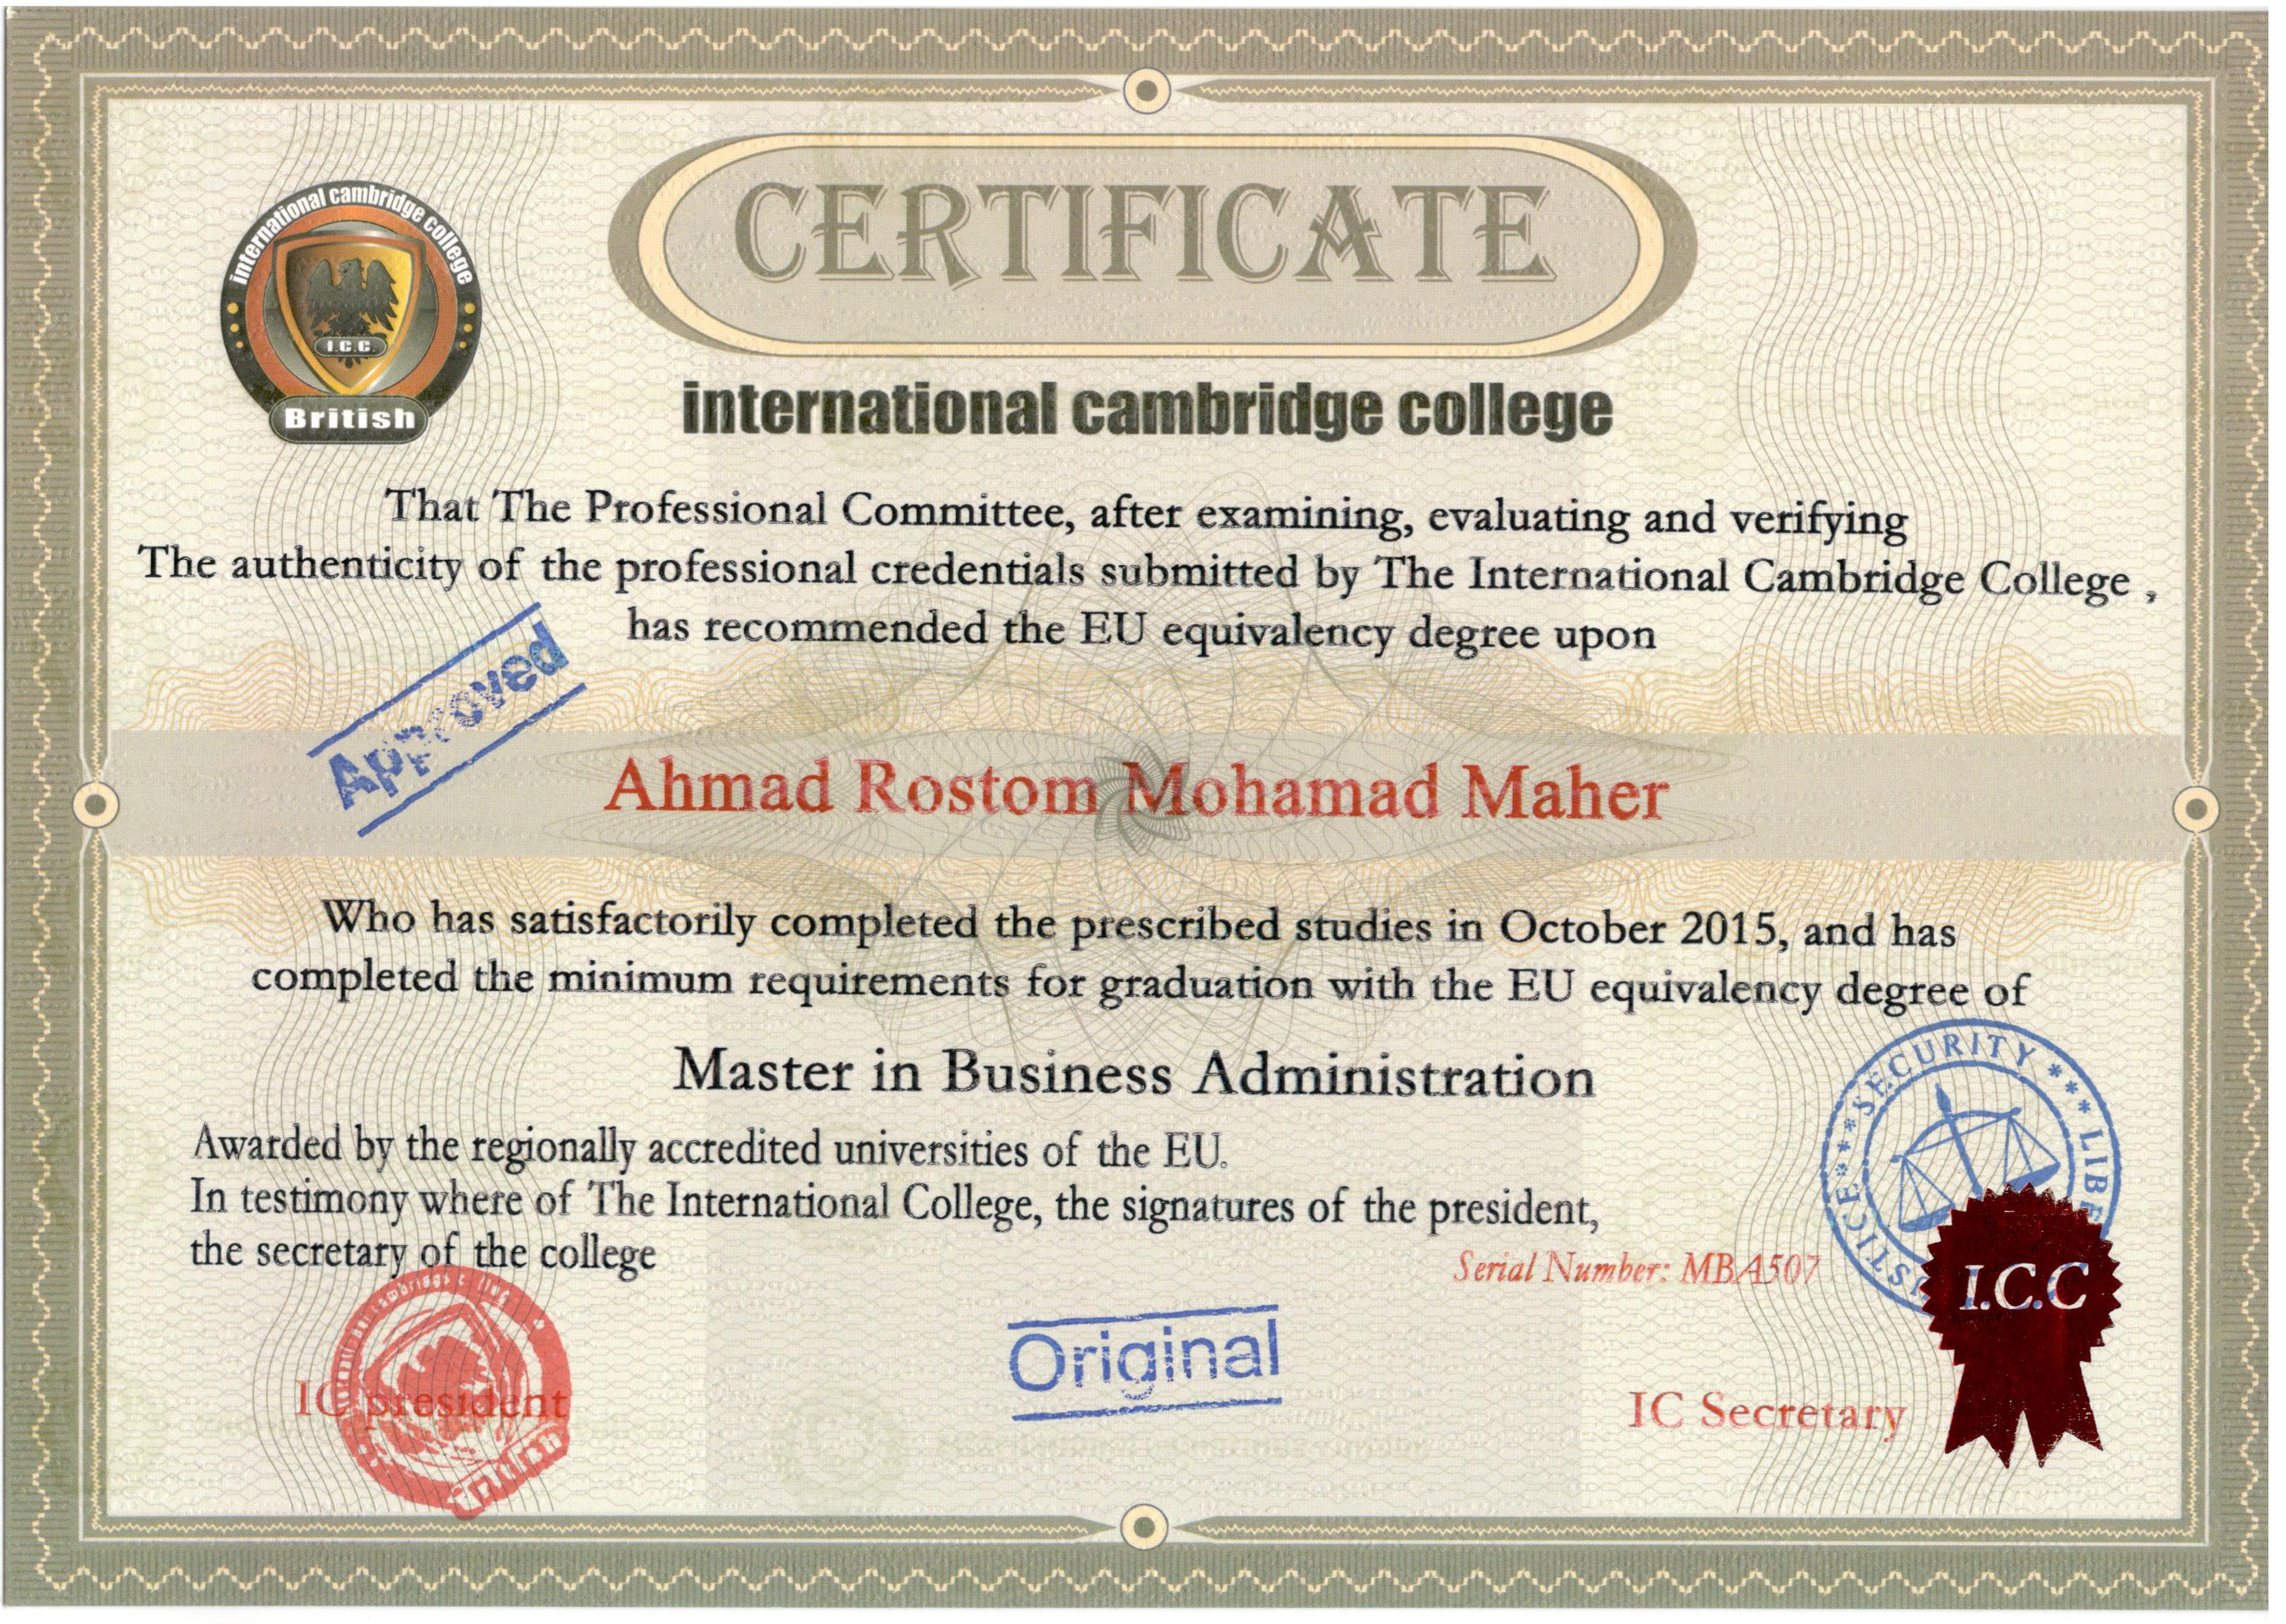 CERTIFICATE
international cambridge college
I.C.C.
British
international cambridge college
That The Professional Committee, after examining, evaluating and verifying
The authenticity of the professional credentials submitted by The International Cambridge College ,
has recommended the EU equivalency degree upon
Approved
Ahmad Rostom Mohamad Maher
Who has satisfactorily completed the prescribed studies in October 2015, and has
completed the minimum requirements for graduation with the EU equivalency degree of
Master in Business Administration
SECURITY *** LIBE
STICE
Awarded by the regionally accredited universities of the EU.
In testimony where of The International College, the signatures of the president,
the secretary of the college
Serial Number: MBA507
I.C.C
Original
IC president
IC Secretary